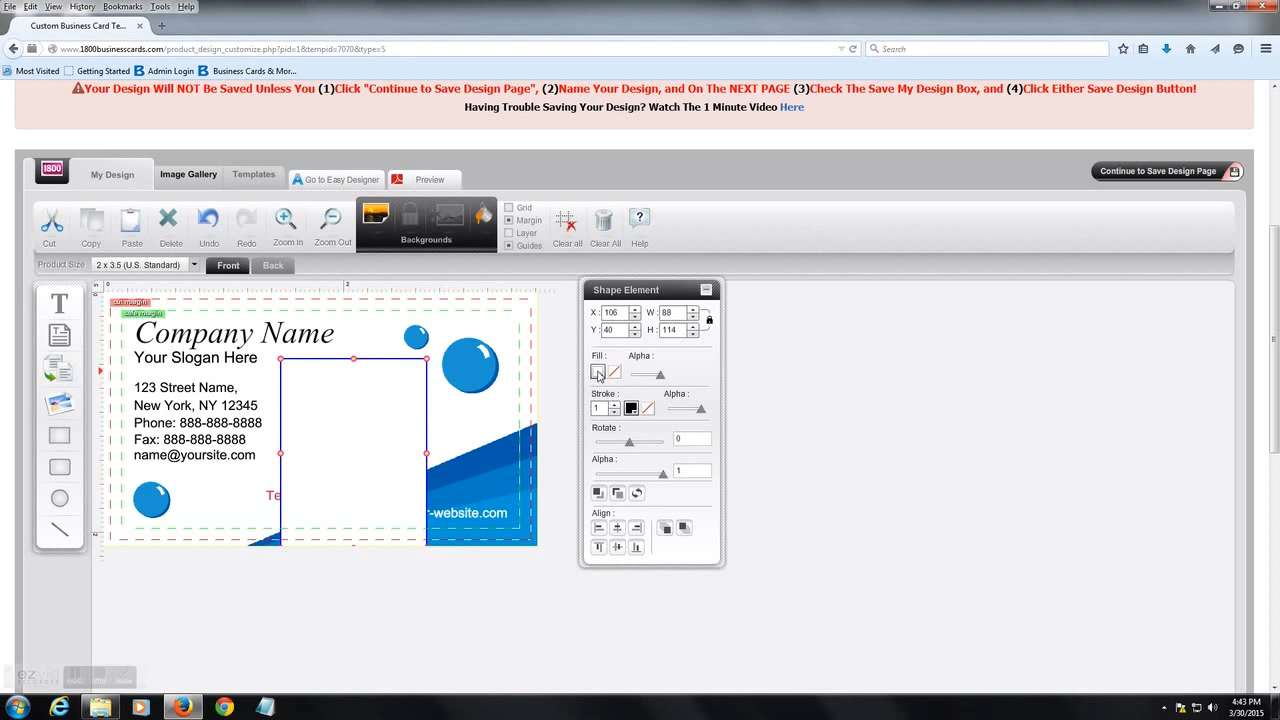 File Edit View History Bookmarks Tools Help
Custom Business Card Te...
www.1800businesscards.com/product_design_customize.php?pid=1&tempid=7070&type=S
Search
Most Visited Getting Started Admin Login Business Cards & Mor...
Your Design Will NOT Be Saved Unless You (1)Click "Continue to Save Design Page", (2)Name Your Design, and On The NEXT PAGE (3)Check The Save My Design Box, and (4)Click Either Save Design Button!
Having Trouble Saving Your Design? Watch The 1 Minute Video Here
1800 My Design Image Gallery Templates Go to Easy Designer Preview Continue to Save Design Page
Cut Copy Paste Delete Undo Redo Zoom In Zoom Out Backgrounds
Grid
Margin
Layer
Guides
Clear all Clear All Help
Product Size 2 x 3.5 (U.S. Standard) Front Back
in 0 2
cut margin
safe margin
Company Name
Your Slogan Here
123 Street Name,
New York, NY 12345
Phone: 888-888-8888
Fax: 888-888-8888
name@yoursite.com
Te
r-website.com
Shape Element
X : 106 W : 88
Y : 40 H : 114
Fill : Alpha :
Stroke : Alpha :
1
Rotate :
0
Alpha :
1
Align :
4:43 PM
3/30/2015